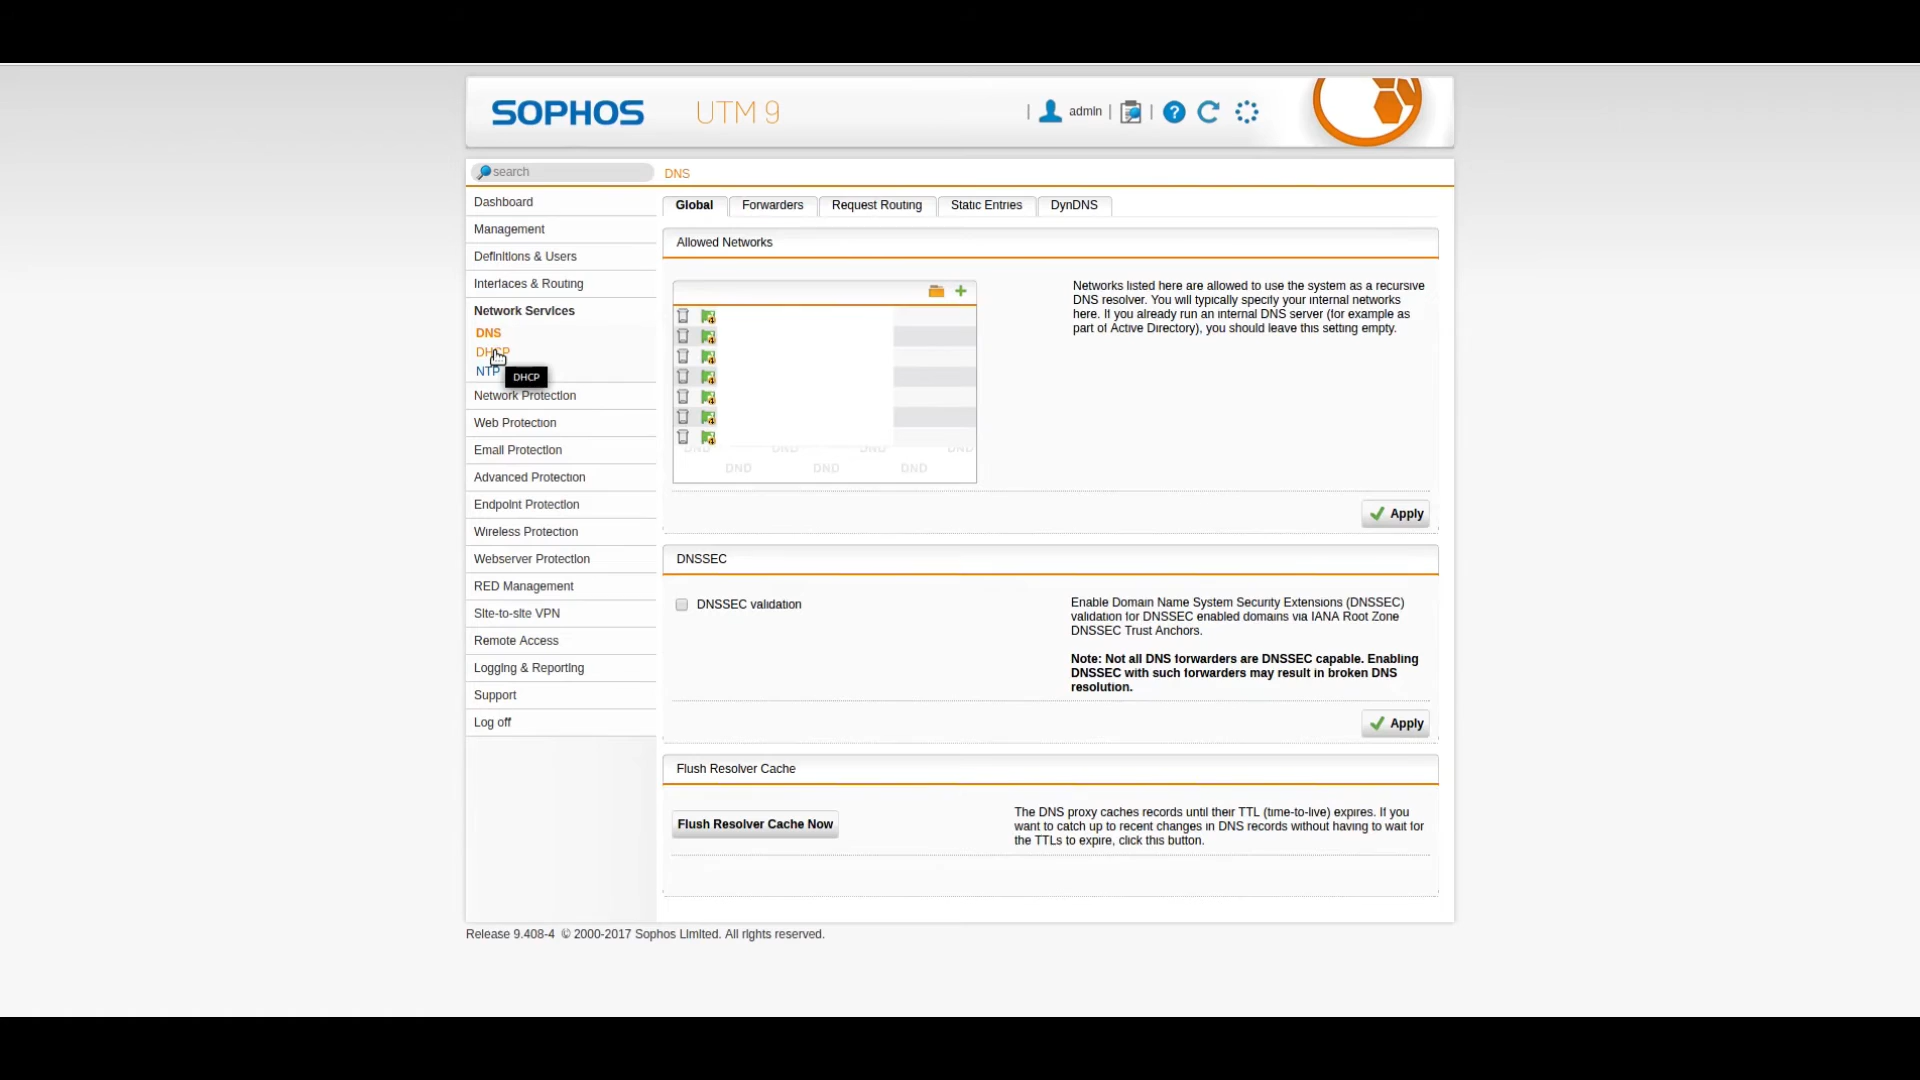 SOPHOS UTM 9
| admin | | ?
search
DNS
Dashboard
Management
Definitions & Users
Interfaces & Routing
Network Services
DNS
DHCP
NTP
DHCP
Network Protection
Web Protection
Email Protection
Advanced Protection
Endpoint Protection
Wireless Protection
Webserver Protection
RED Management
Site-to-site VPN
Remote Access
Logging & Reporting
Support
Log off
Global Forwarders Request Routing Static Entries DynDNS
Allowed Networks
Networks listed here are allowed to use the system as a recursive
DNS resolver. You will typically specify your internal networks
here. If you already run an internal DNS server (for example as
part of Active Directory), you should leave this setting empty.
DND DND DND DND
DND DND DND
Apply
DNSSEC
DNSSEC validation
Enable Domain Name System Security Extensions (DNSSEC)
validation for DNSSEC enabled domains via IANA Root Zone
DNSSEC Trust Anchors.
Note: Not all DNS forwarders are DNSSEC capable. Enabling
DNSSEC with such forwarders may result in broken DNS
resolution.
Apply
Flush Resolver Cache
Flush Resolver Cache Now
The DNS proxy caches records until their TTL (time-to-live) expires. If you
want to catch up to recent changes in DNS records without having to wait for
the TTLs to expire, click this button.
Release 9.408-4 © 2000-2017 Sophos Limited. All rights reserved.